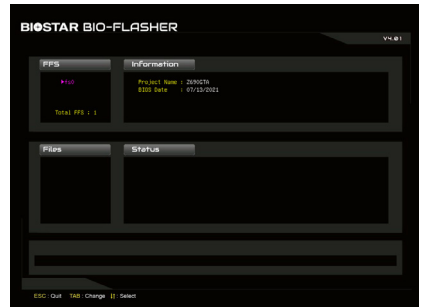 BIOSTAR BIO-FLASHER
V4.01
FFS
Information
fs0
Project Name : Z690GTA
BIOS Date : 07/13/2021
Total FFS : 1
Files
Status
ESC : Quit TAB : Change : Select